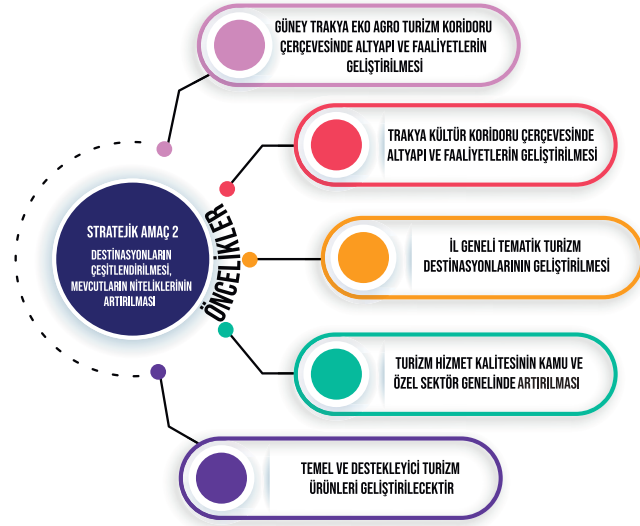 GÜNEY TRAKYA EKO AGRO TURİZM KORİDORU
ÇERÇEVESİNDE ALTYAPI VE FAALİYETLERİN
GELİŞTİRİLMESİ
TRAKYA KÜLTÜR KORİDORU ÇERÇEVESİNDE
ALTYAPI VE FAALİYETLERİN GELİŞTİRİLMESİ
STRATEJİK AMAÇ 2
DESTİNASYONLARIN
ÇEŞİTLENDİRİLMESİ,
MEVCUTLARIN NİTELİKLERİNİN
ARTIRILMASI
ÖNCELİKLER
İL GENELİ TEMATİK TURİZM
DESTİNASYONLARININ GELİŞTİRİLMESİ
TURİZM HİZMET KALİTESİNİN KAMU VE
ÖZEL SEKTÖR GENELİNDE ARTIRILMASI
TEMEL VE DESTEKLEYİCİ TURİZM
ÜRÜNLERİ GELİŞTİRİLECEKTİR